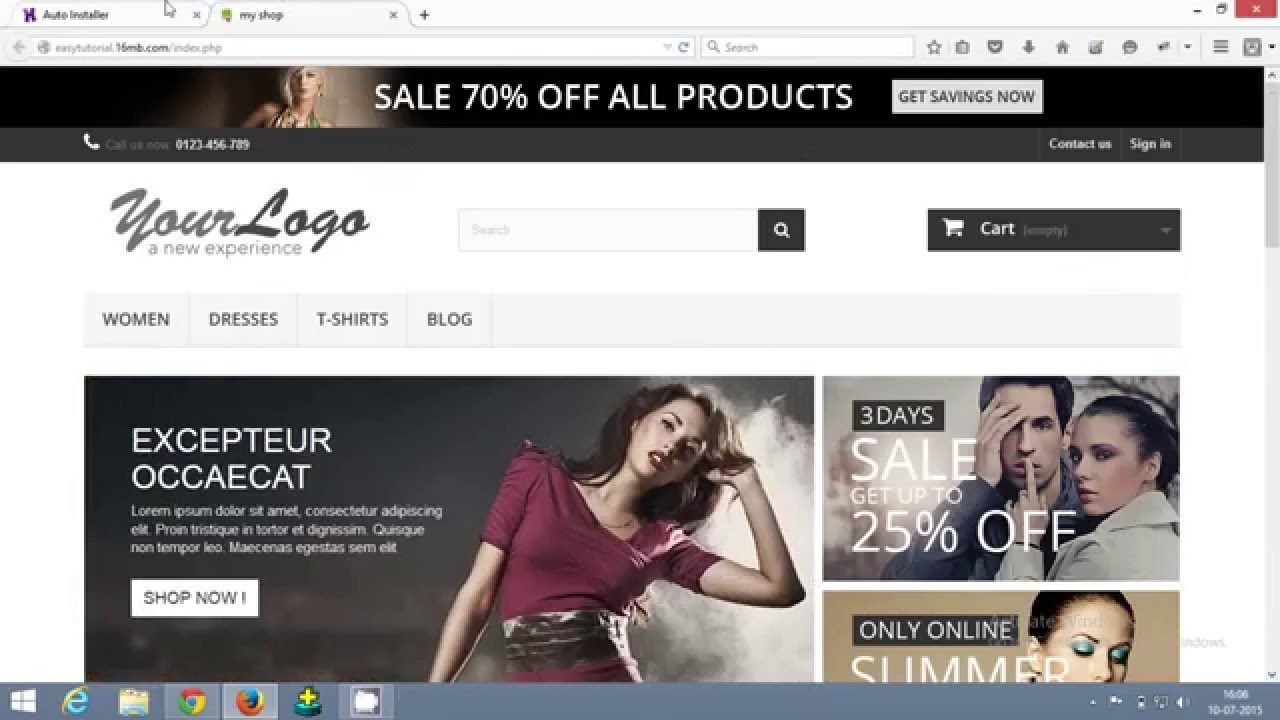 Auto Installer
my shop
easytutorial.16mb.com/index.php
Search
SALE 70% OFF ALL PRODUCTS
GET SAVINGS NOW
Call us now: 0123-456-789
Contact us
Sign in
YourLogo
a new experience
Search
Cart (empty)
WOMEN
DRESSES
T-SHIRTS
BLOG
EXCEPTEUR
OCCAECAT
Lorem ipsum dolor sit amet, consectetur adipiscing
elit. Proin tristique in tortor et dignissim. Quisque
non tempor leo. Maecenas egestas sem elit
SHOP NOW !
3 DAYS
SALE
GET UP TO
25% OFF
ONLY ONLINE
SUMMER
Activate Windows
16:06
10-07-2015